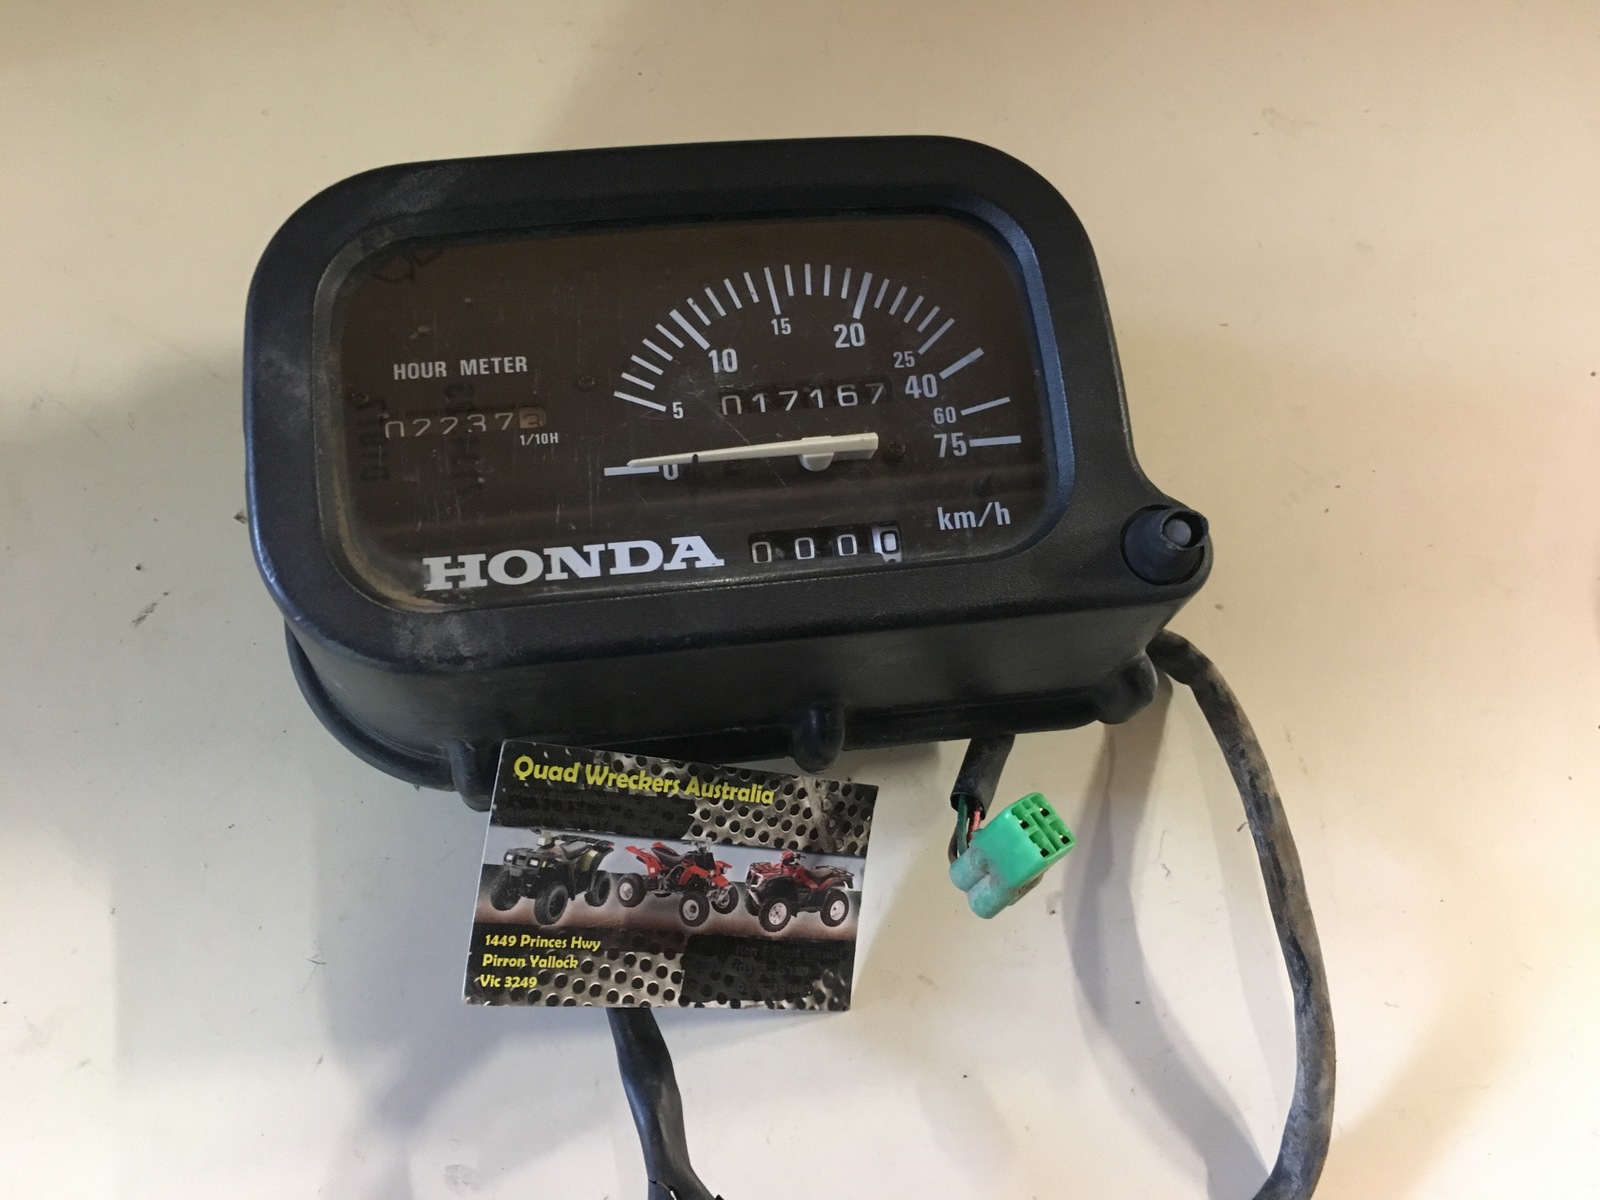 HOUR METER
022373
1/10H
5
10
15
20
25
40
60
75
0
017167
km/h
HONDA
0000
Quad Wreckers Australia
1449 Princes Hwy
Pirron Yallock
Vic 3249